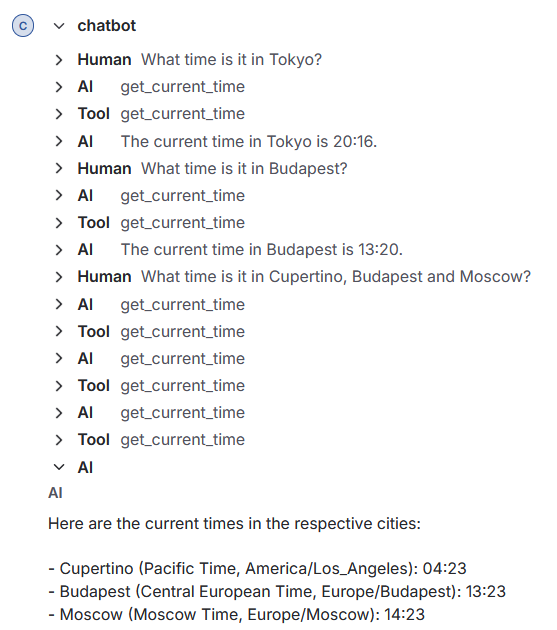 C chatbot
Human What time is it in Tokyo?
AI get_current_time
Tool get_current_time
AI The current time in Tokyo is 20:16.
Human What time is it in Budapest?
AI get_current_time
Tool get_current_time
AI The current time in Budapest is 13:20.
Human What time is it in Cupertino, Budapest and Moscow?
AI get_current_time
Tool get_current_time
AI get_current_time
Tool get_current_time
AI get_current_time
Tool get_current_time
AI
AI
Here are the current times in the respective cities:
- Cupertino (Pacific Time, America/Los_Angeles): 04:23
- Budapest (Central European Time, Europe/Budapest): 13:23
- Moscow (Moscow Time, Europe/Moscow): 14:23